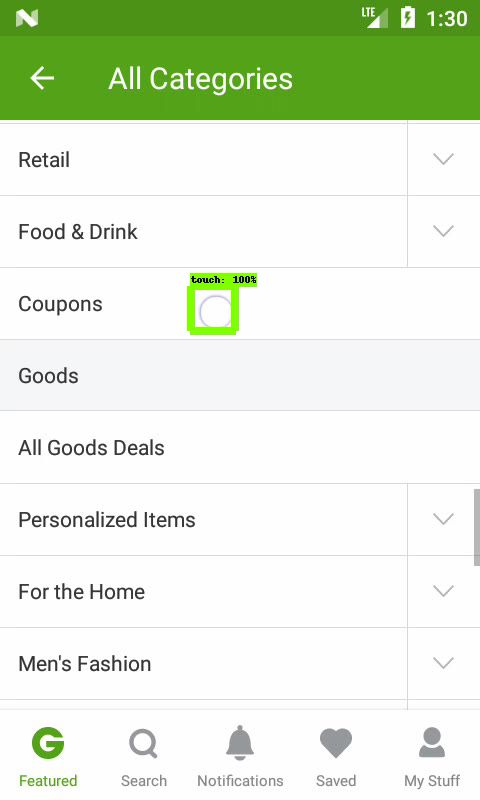 LTE 1:30
All Categories
Retail
Food & Drink
touch: 100%
Coupons
Goods
All Goods Deals
Personalized Items
For the Home
Men's Fashion
Featured Search Notifications Saved My Stuff